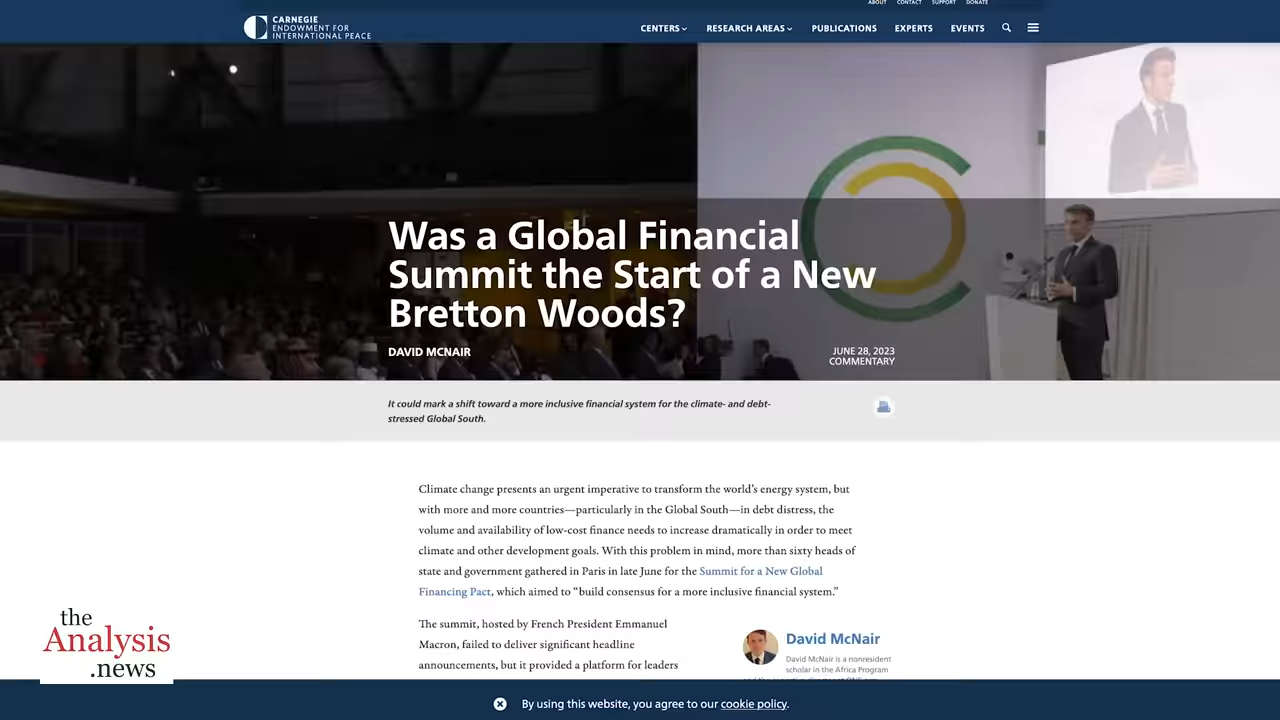 ABOUT CONTACT SUPPORT DONATE
CARNEGIE
ENDOWMENT FOR
INTERNATIONAL PEACE
CENTERS RESEARCH AREAS PUBLICATIONS EXPERTS EVENTS
Was a Global Financial
Summit the Start of a New
Bretton Woods?
DAVID MCNAIR
JUNE 28, 2023
COMMENTARY
It could mark a shift toward a more inclusive financial system for the climate- and debt-
stressed Global South.
Climate change presents an urgent imperative to transform the world's energy system, but
with more and more countries—particularly in the Global South—in debt distress, the
volume and availability of low-cost finance needs to increase dramatically in order to meet
climate and other development goals. With this problem in mind, more than sixty heads of
state and government gathered in Paris in late June for the Summit for a New Global
Financing Pact, which aimed to “build consensus for a more inclusive financial system.”
The summit, hosted by French President Emmanuel
Macron, failed to deliver significant headline
announcements, but it provided a platform for leaders
David McNair
David McNair is a nonresident
scholar in the Africa Program
the
Analysis
.news
By using this website, you agree to our cookie policy.